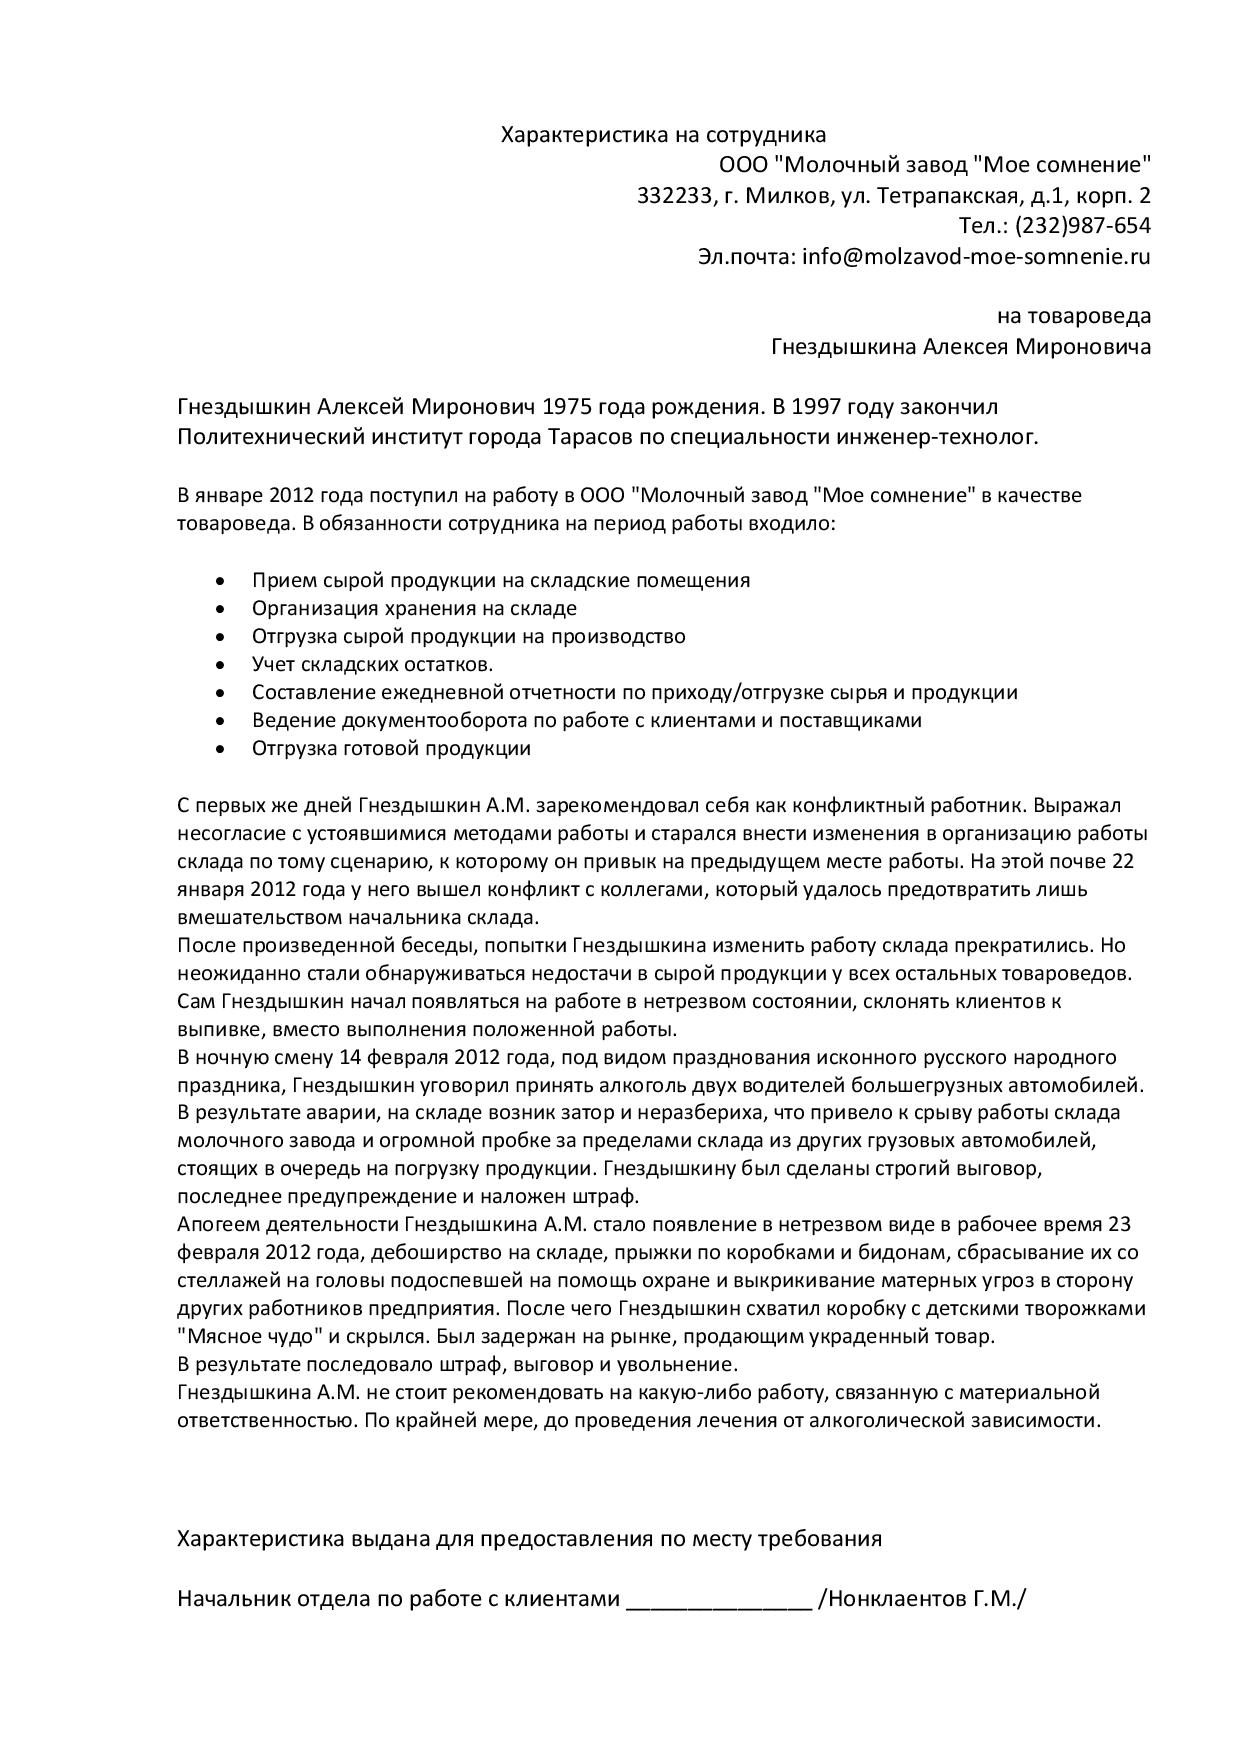 Характеристика на сотрудника
ООО "Молочный завод "Мое сомнение"
332233, г. Милков, ул. Тетрапакская, д.1, корп. 2
Тел.: (232)987-654
Эл.почта: info@molzavod-moe-somnenie.ru
на товароведа
Гнездышкина Алексея Мироновича
Гнездышкин Алексей Миронович 1975 года рождения. В 1997 году закончил
Политехнический институт города Тарасов по специальности инженер-технолог.
В январе 2012 года поступил на работу в ООО "Молочный завод "Мое сомнение" в качестве
товароведа. В обязанности сотрудника на период работы входило:
• Прием сырой продукции на складские помещения
• Организация хранения на складе
• Отгрузка сырой продукции на производство
• Учет складских остатков.
• Составление ежедневной отчетности по приходу/отгрузке сырья и продукции
• Ведение документооборота по работе с клиентами и поставщиками
• Отгрузка готовой продукции
С первых же дней Гнездышкин А.М. зарекомендовал себя как конфликтный работник. Выражал
несогласие с устоявшимися методами работы и старался внести изменения в организацию работы
склада по тому сценарию, к которому он привык на предыдущем месте работы. На этой почве 22
января 2012 года у него вышел конфликт с коллегами, который удалось предотвратить лишь
вмешательством начальника склада.
После произведенной беседы, попытки Гнездышкина изменить работу склада прекратились. Но
неожиданно стали обнаруживаться недостачи в сырой продукции у всех остальных товароведов.
Сам Гнездышкин начал появляться на работе в нетрезвом состоянии, склонять клиентов к
выпивке, вместо выполнения положенной работы.
В ночную смену 14 февраля 2012 года, под видом празднования исконного русского народного
праздника, Гнездышкин уговорил принять алкоголь двух водителей большегрузных автомобилей.
В результате аварии, на складе возник затор и неразбериха, что привело к срыву работы склада
молочного завода и огромной пробке за пределами склада из других грузовых автомобилей,
стоящих в очередь на погрузку продукции. Гнездышкину был сделаны строгий выговор,
последнее предупреждение и наложен штраф.
Апогеем деятельности Гнездышкина А.М. стало появление в нетрезвом виде в рабочее время 23
февраля 2012 года, дебоширство на складе, прыжки по коробками и бидонам, сбрасывание их со
стеллажей на головы подоспевшей на помощь охране и выкрикивание матерных угроз в сторону
других работников предприятия. После чего Гнездышкин схватил коробку с детскими творожками
"Мясное чудо" и скрылся. Был задержан на рынке, продающим украденный товар.
В результате последовало штраф, выговор и увольнение.
Гнездышкина А.М. не стоит рекомендовать на какую-либо работу, связанную с материальной
ответственностью. По крайней мере, до проведения лечения от алкоголической зависимости.
Характеристика выдана для предоставления по месту требования
Начальник отдела по работе с клиентами _______________ /Нонклаентов Г.М./